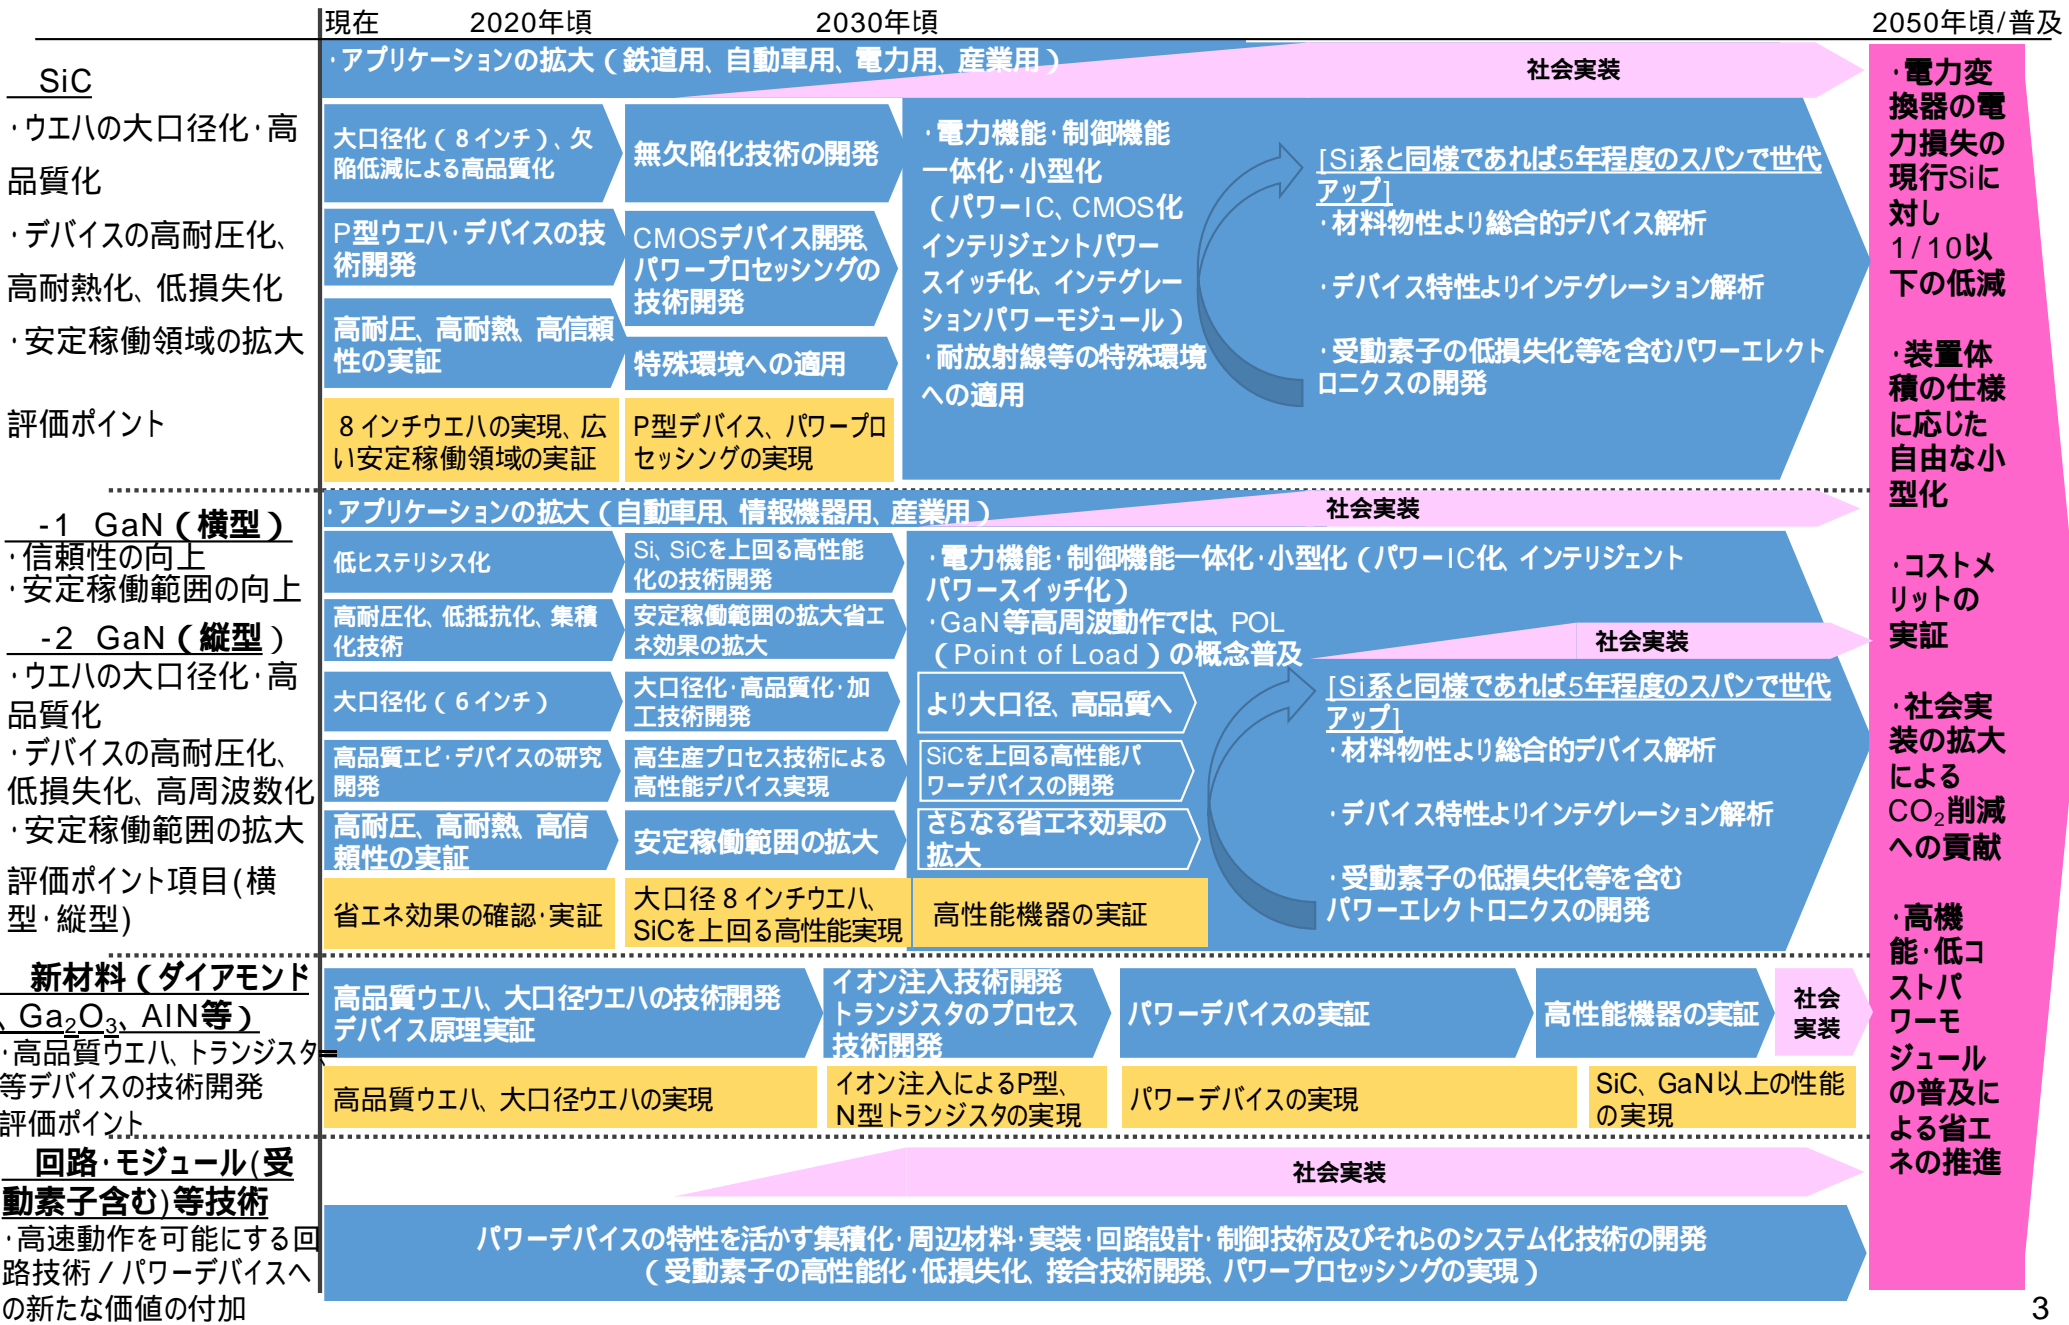 現在
2020年頃
2030年頃
2050年頃/普及
SiC
・ウエハの大口径化・高
品質化
・デバイスの高耐圧化、
高耐熱化、低損失化
・安定稼働領域の拡大
評価ポイント
・アプリケーションの拡大（鉄道用、自動車用、電力用、産業用）
社会実装
大口径化（８インチ）、欠
陥低減による高品質化
無欠陥化技術の開発
P型ウエハ・デバイスの技
術開発
CMOSデバイス開発、
パワープロセッシングの
技術開発
高耐圧、高耐熱、高信頼
性の実証
特殊環境への適用
８インチウエハの実現、広
い安定稼働領域の実証
P型デバイス、パワープロ
セッシングの実現
・電力機能・制御機能
一体化・小型化
（パワーIC、CMOS化
インテリジェントパワー
スイッチ化、インテグレー
ションパワーモジュール）
・耐放射線等の特殊環境
への適用
[Si系と同様であれば5年程度のスパンで世代
アップ]
・材料物性より総合的デバイス解析
・デバイス特性よりインテグレーション解析
・受動素子の低損失化等を含むパワーエレクト
ロニクスの開発
-1 GaN（横型）
・信頼性の向上
・安定稼働範囲の向上
-2 GaN（縦型）
・ウエハの大口径化・高
品質化
・デバイスの高耐圧化、
低損失化、高周波数化
・安定稼働範囲の拡大
評価ポイント項目(横
型・縦型)
・アプリケーションの拡大（自動車用、情報機器用、産業用）
社会実装
低ヒステリシス化
Si、SiCを上回る高性能
化の技術開発
高耐圧化、低抵抗化、集積
化技術
安定稼働範囲の拡大省エ
ネ効果の拡大
大口径化（６インチ）
大口径化・高品質化・加
工技術開発
より大口径、高品質へ
高品質エピ・デバイスの研究
開発
高生産プロセス技術による
高性能デバイス実現
SiCを上回る高性能パ
ワーデバイスの開発
高耐圧、高耐熱、高信
頼性の実証
安定稼働範囲の拡大
さらなる省エネ効果の
拡大
省エネ効果の確認・実証
大口径８インチウエハ、
SiCを上回る高性能実現
高性能機器の実証
・電力機能・制御機能一体化・小型化（パワーIC化、インテリジェント
パワースイッチ化）
・GaN等高周波動作では、POL
（Point of Load）の概念普及
社会実装
[Si系と同様であれば5年程度のスパンで世代
アップ]
・材料物性より総合的デバイス解析
・デバイス特性よりインテグレーション解析
・受動素子の低損失化等を含む
パワーエレクトロニクスの開発
新材料（ダイアモンド
、Ga₂O₃、AlN等）
・高品質ウエハ、トランジスタ、
等デバイスの技術開発
評価ポイント
高品質ウエハ、大口径ウエハの技術開発
デバイス原理実証
イオン注入技術開発
トランジスタのプロセス
技術開発
パワーデバイスの実証
高性能機器の実証
社会
実装
高品質ウエハ、大口径ウエハの実現
イオン注入によるP型、
N型トランジスタの実現
パワーデバイスの実現
SiC、GaN以上の性能
の実現
回路・モジュール(受
動素子含む)等技術
・高速動作を可能にする回
路技術／パワーデバイスへ
の新たな価値の付加
社会実装
パワーデバイスの特性を活かす集積化・周辺材料・実装・回路設計・制御技術及びそれらのシステム化技術の開発
（受動素子の高性能化・低損失化、接合技術開発、パワープロセッシングの実現）
・電力変
換器の電
力損失の
現行Siに
対し
1/10以
下の低減
・装置体
積の仕様
に応じた
自由な小
型化
・コストメ
リットの
実証
・社会実
装の拡大
による
CO₂削減
への貢献
・高機
能・低コ
ストパ
ワーモ
ジュール
の普及に
よる省エ
ネの推進
3